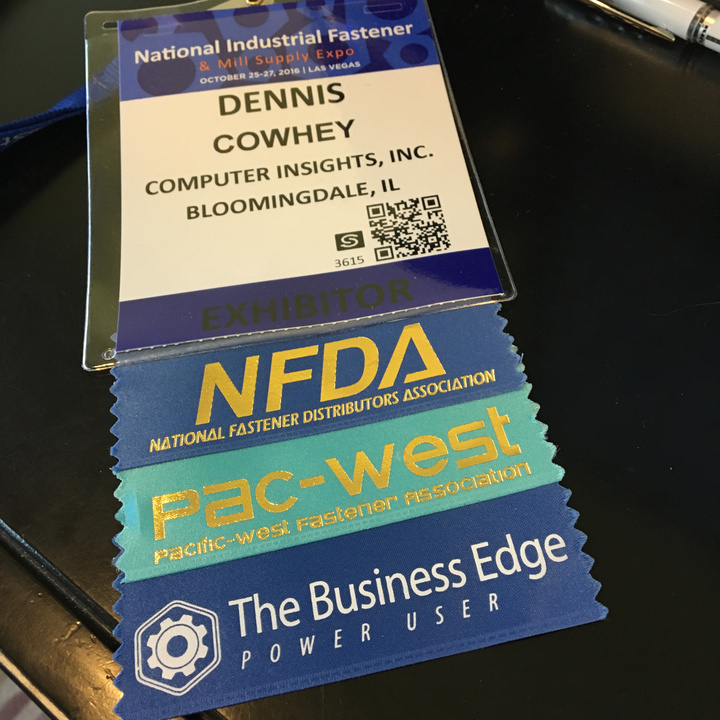 National Industrial Fastener
& Mill Supply Expo
OCTOBER 25-27, 2016 | LAS VEGAS
DENNIS
COWHEY
COMPUTER INSIGHTS, INC.
BLOOMINGDALE, IL
3615
EXHIBITOR
NFDA
NATIONAL FASTENER DISTRIBUTORS ASSOCIATION
Pac-west
Pacific-west Fastener Association
The Business Edge
POWER USER